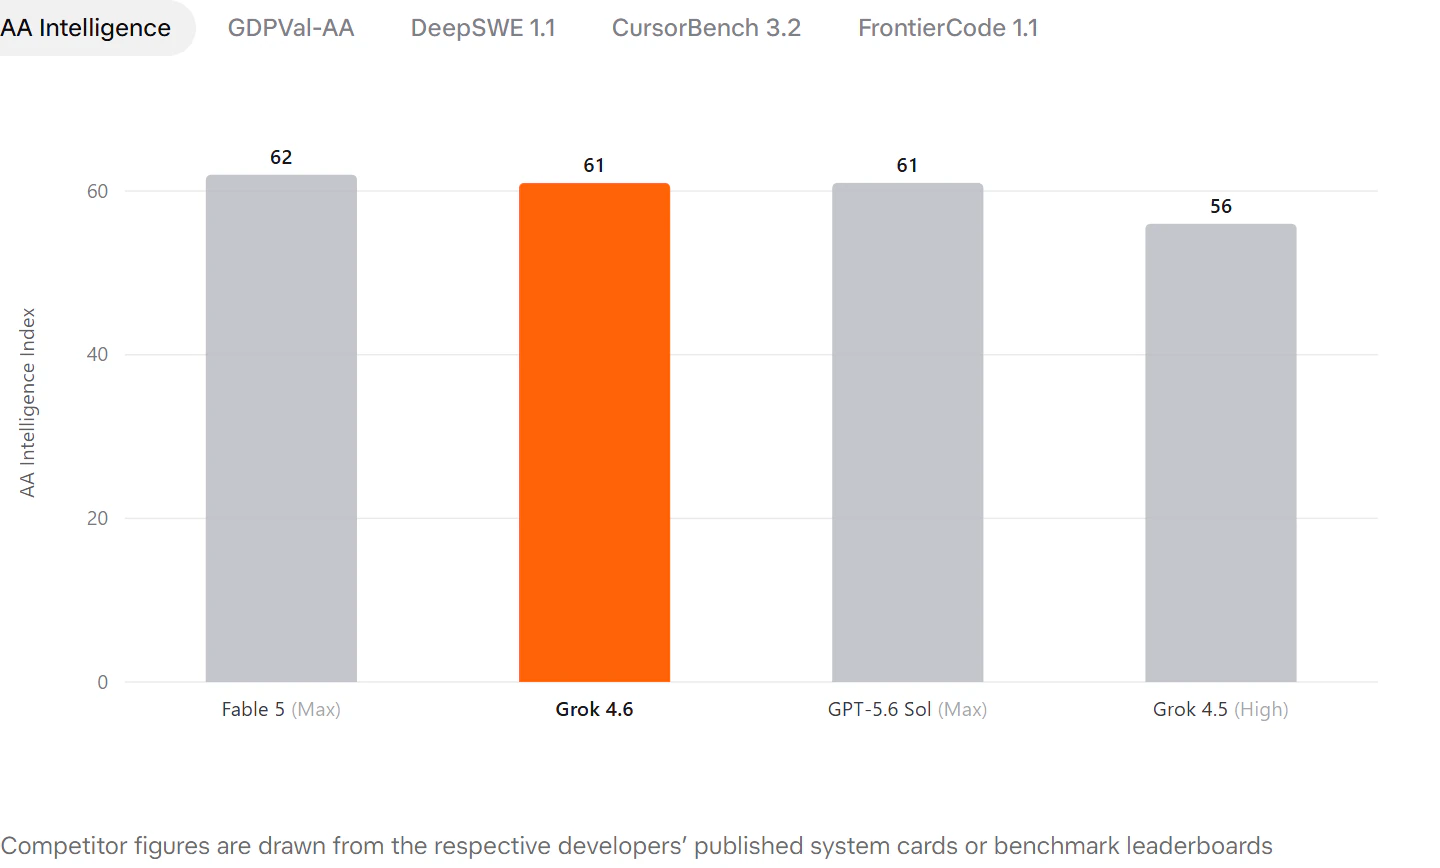 AA Intelligence GDPVal-AA DeepSWE 1.1 CursorBench 3.2 FrontierCode 1.1
62 61 61 56
60
40
20
0
AA Intelligence Index
Fable 5 (Max) Grok 4.6 GPT-5.6 Sol (Max) Grok 4.5 (High)
Competitor figures are drawn from the respective developers’ published system cards or benchmark leaderboards